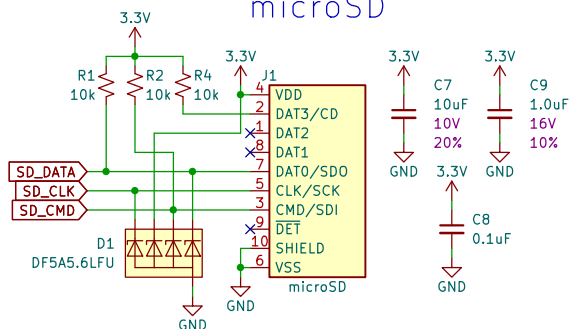 microSD
3.3V
R1
10k
R2
10k
R4
10k
3.3V
J1
4 VDD
2 DAT3/CD
1 DAT2
8 DAT1
7 DAT0/SDO
5 CLK/SCK
3 CMD/SDI
9 DET
10 SHIELD
6 VSS
microSD
SD_DATA
SD_CLK
SD_CMD
D1
DF5A5.6LFU
GND
GND
3.3V
C7
10uF
10V
20%
GND
3.3V
C9
1.0uF
16V
10%
GND
3.3V
C8
0.1uF
GND